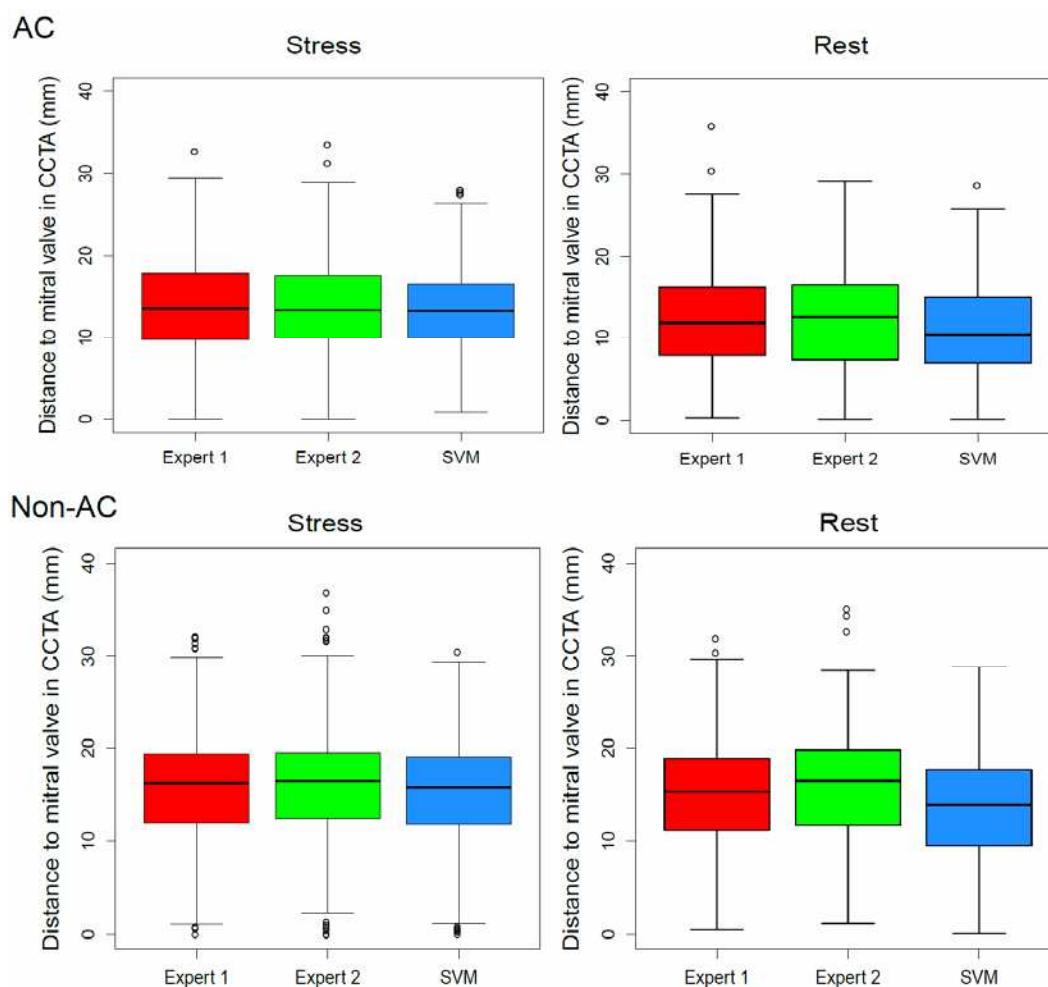 AC
Stress
Distance to mitral valve in CCTA (mm)
40
30
20
10
0
Expert 1 Expert 2 SVM
Rest
Distance to mitral valve in CCTA (mm)
40
30
20
10
0
Expert 1 Expert 2 SVM
Non-AC
Stress
Distance to mitral valve in CCTA (mm)
40
30
20
10
0
Expert 1 Expert 2 SVM
Rest
Distance to mitral valve in CCTA (mm)
40
30
20
10
0
Expert 1 Expert 2 SVM